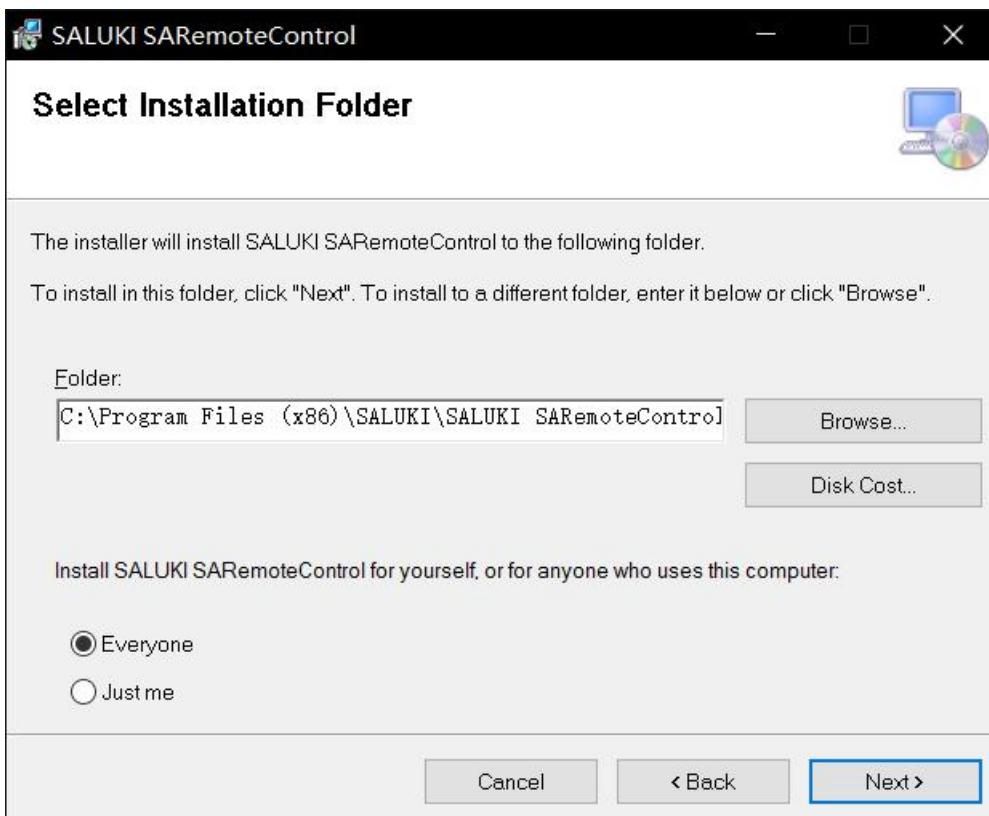 SALUKI SARemoteControl
Select Installation Folder
The installer will install SALUKI SARemoteControl to the following folder.
To install in this folder, click "Next". To install to a different folder, enter it below or click "Browse".
Folder:
C:\Program Files (x86)\SALUKI\SALUKI SARemoteControl
Browse...
Disk Cost...
Install SALUKI SARemoteControl for yourself, or for anyone who uses this computer:
Everyone
Just me
Cancel
< Back
Next >